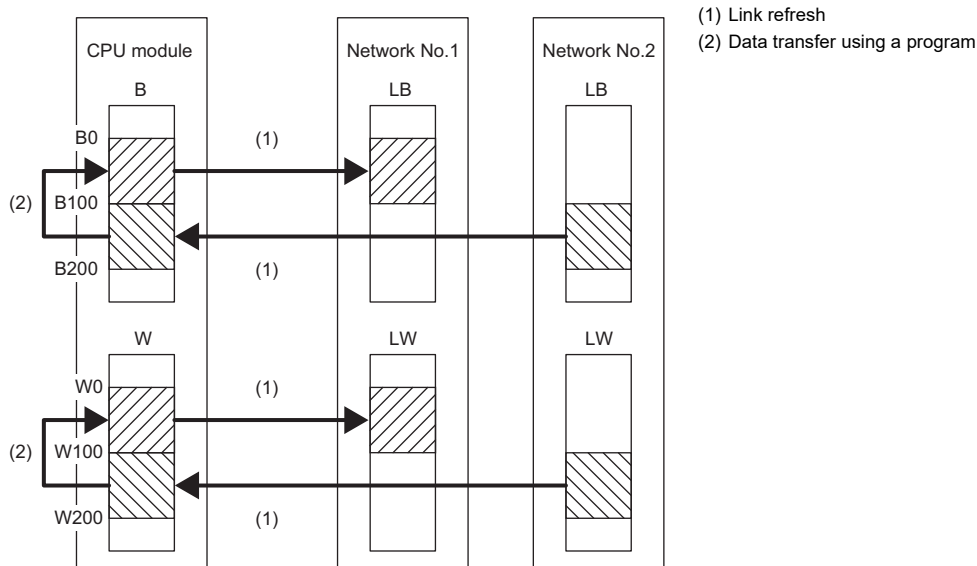 (1) Link refresh
(2) Data transfer using a program
CPU module
Network No.1
Network No.2
B
LB
LB
B0
(1)
(2)
B100
B200
(1)
W
LW
LW
W0
(1)
(2)
W100
W200
(1)